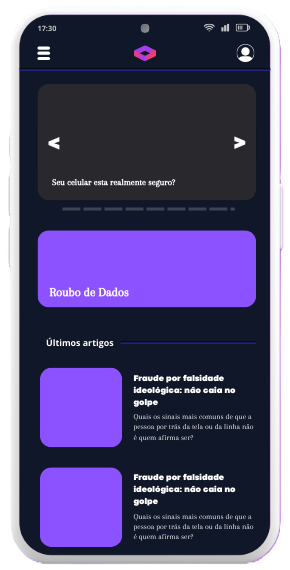 17:30
< >
Seu celular esta realmente seguro?
Roubo de Dados
Últimos artigos
Fraude por falsidade
ideológica: não caia no
golpe
Quais os sinais mais comuns de que a
pessoa por trás da tela ou da linha não
é quem afirma ser?
Fraude por falsidade
ideológica: não caia no
golpe
Quais os sinais mais comuns de que a
pessoa por trás da tela ou da linha não
é quem afirma ser?